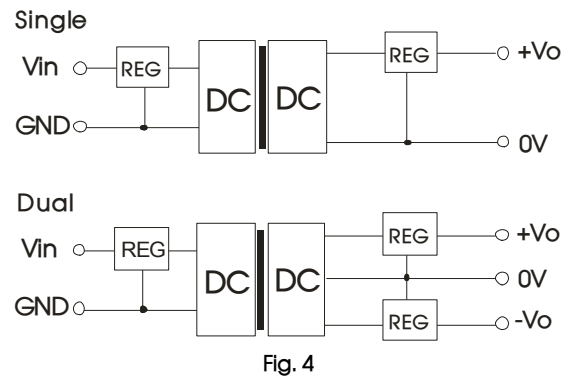 Single
Vin REG DC DC REG +Vo
GND 0V
Dual
Vin REG DC DC REG +Vo
0V
GND REG -Vo
Fig. 4